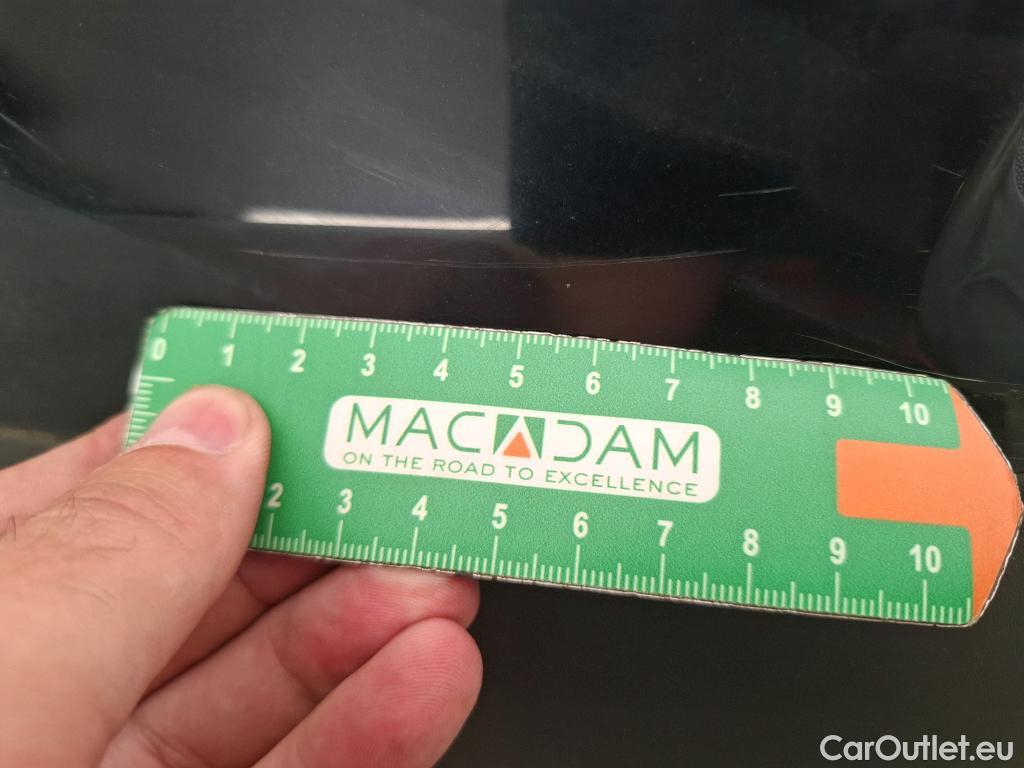 0 1 2 3 4 5 6 7 8 9 10
MACADAM
ON THE ROAD TO EXCELLENCE
2 3 4 5 6 7 8 9 10
CarOutlet.eu